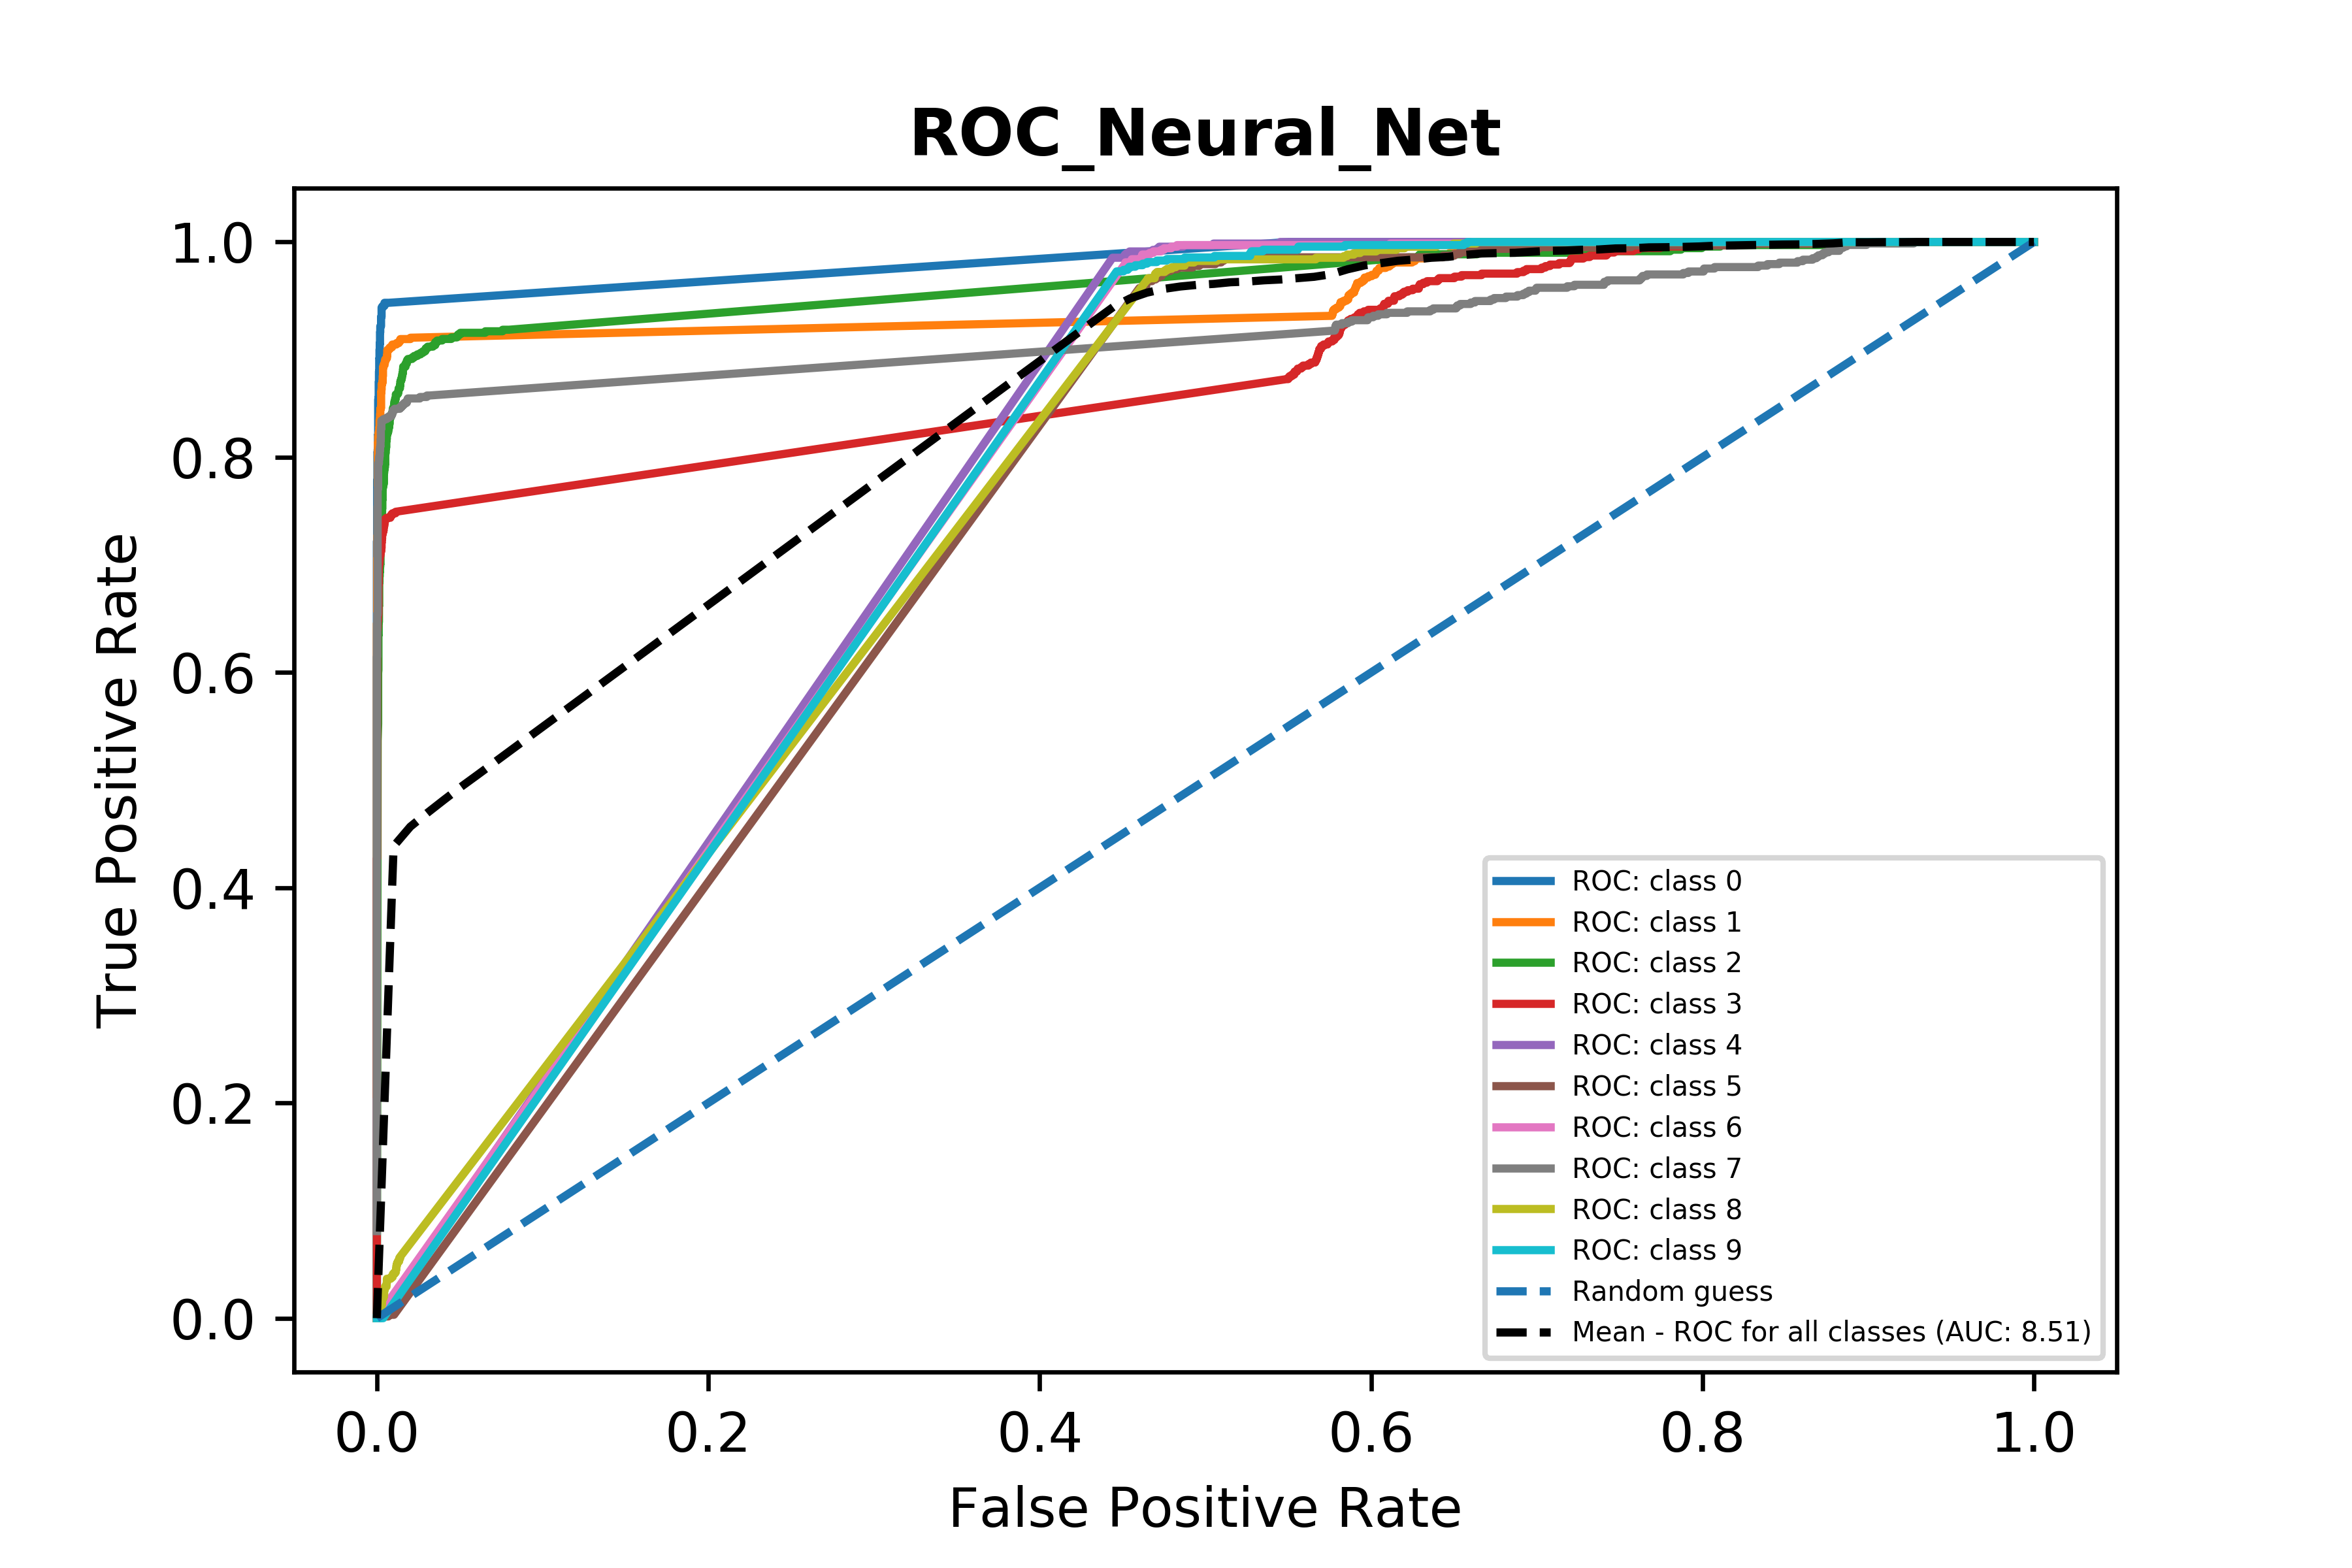 ROC_Neural_Net
True Positive Rate
1.0
0.8
0.6
0.4
0.2
0.0
ROC: class 0
ROC: class 1
ROC: class 2
ROC: class 3
ROC: class 4
ROC: class 5
ROC: class 6
ROC: class 7
ROC: class 8
ROC: class 9
Random guess
Mean - ROC for all classes (AUC: 8.51)
0.0 0.2 0.4 0.6 0.8 1.0
False Positive Rate